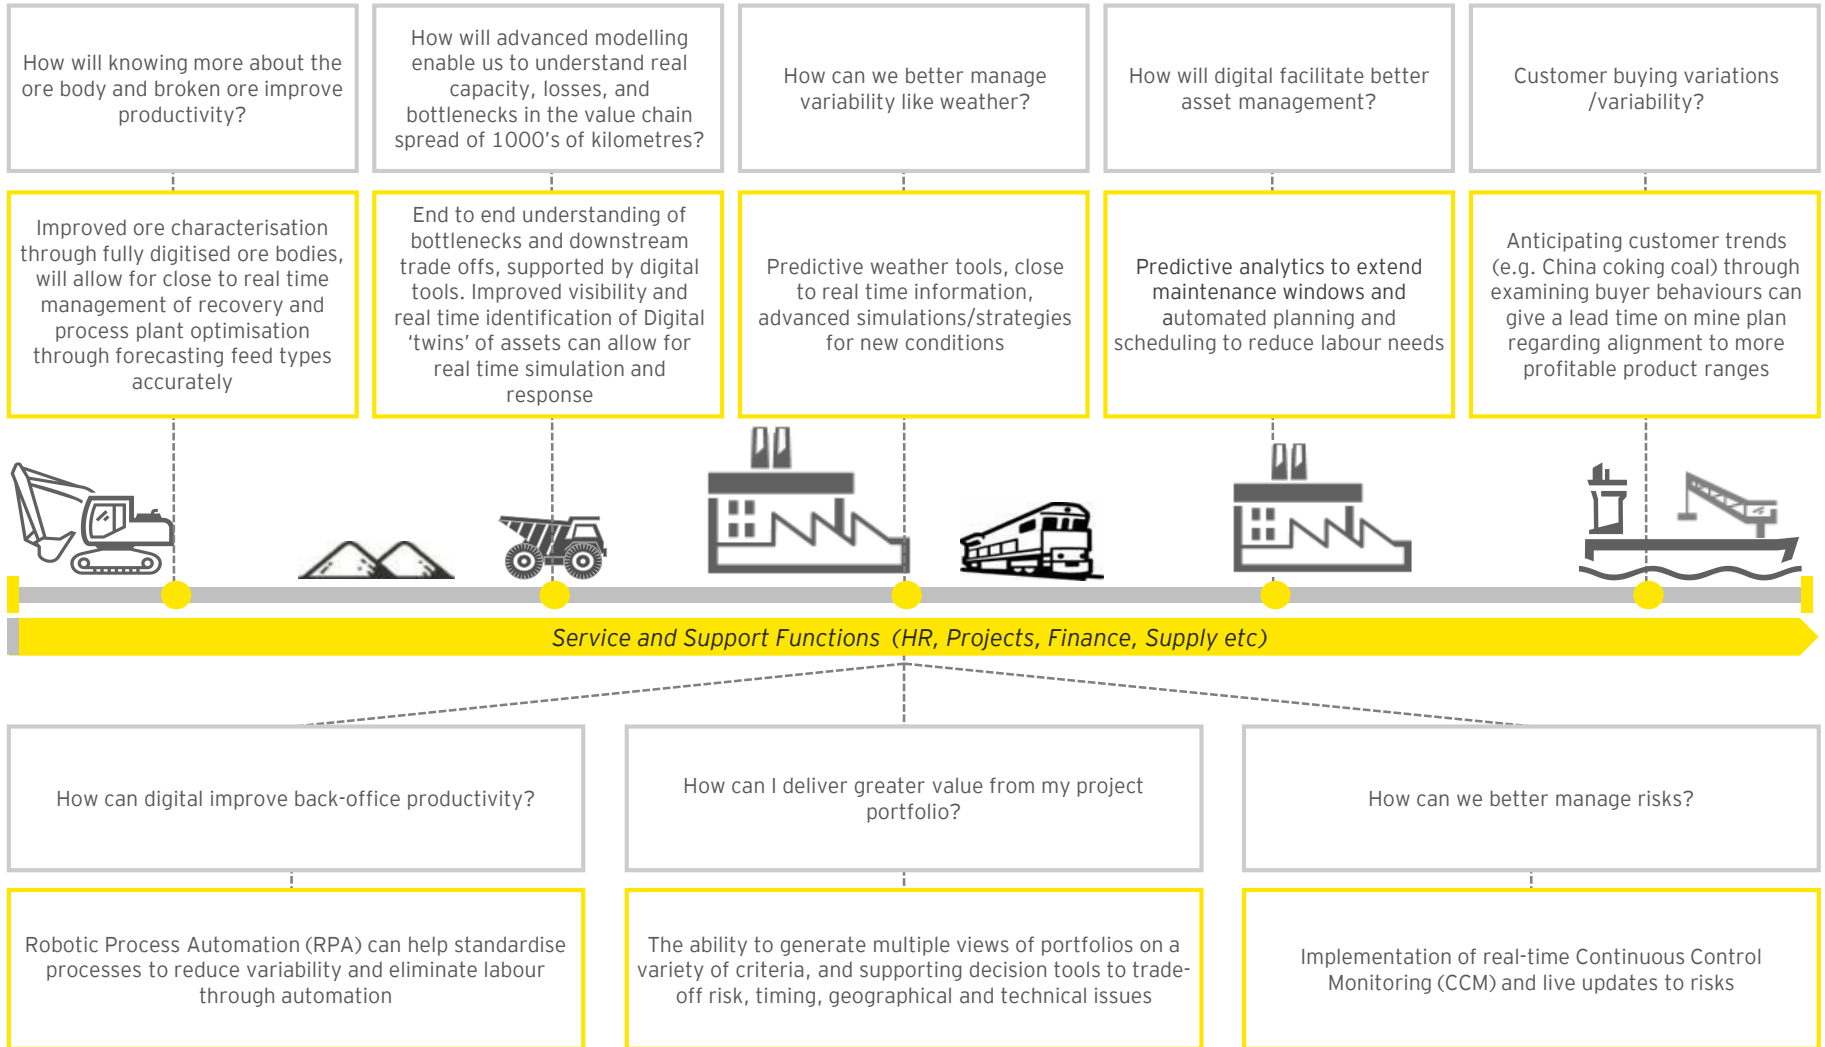 How will knowing more about the
ore body and broken ore improve
productivity?
How will advanced modelling
enable us to understand real
capacity, losses, and
bottlenecks in the value chain
spread of 1000's of kilometres?
How can we better manage
variability like weather?
How will digital facilitate better
asset management?
Customer buying variations
/variability?
Improved ore characterisation
through fully digitised ore bodies,
will allow for close to real time
management of recovery and
process plant optimisation
through forecasting feed types
accurately
End to end understanding of
bottlenecks and downstream
trade offs, supported by digital
tools. Improved visibility and
real time identification of Digital
'twins' of assets can allow for
real time simulation and
response
Predictive weather tools, close
to real time information,
advanced simulations/strategies
for new conditions
Predictive analytics to extend
maintenance windows and
automated planning and
scheduling to reduce labour needs
Anticipating customer trends
(e.g. China coking coal) through
examining buyer behaviours can
give a lead time on mine plan
regarding alignment to more
profitable product ranges
Service and Support Functions (HR, Projects, Finance, Supply etc)
How can digital improve back-office productivity?
How can I deliver greater value from my project
portfolio?
How can we better manage risks?
Robotic Process Automation (RPA) can help standardise
processes to reduce variability and eliminate labour
through automation
The ability to generate multiple views of portfolios on a
variety of criteria, and supporting decision tools to trade-
off risk, timing, geographical and technical issues
Implementation of real-time Continuous Control
Monitoring (CCM) and live updates to risks